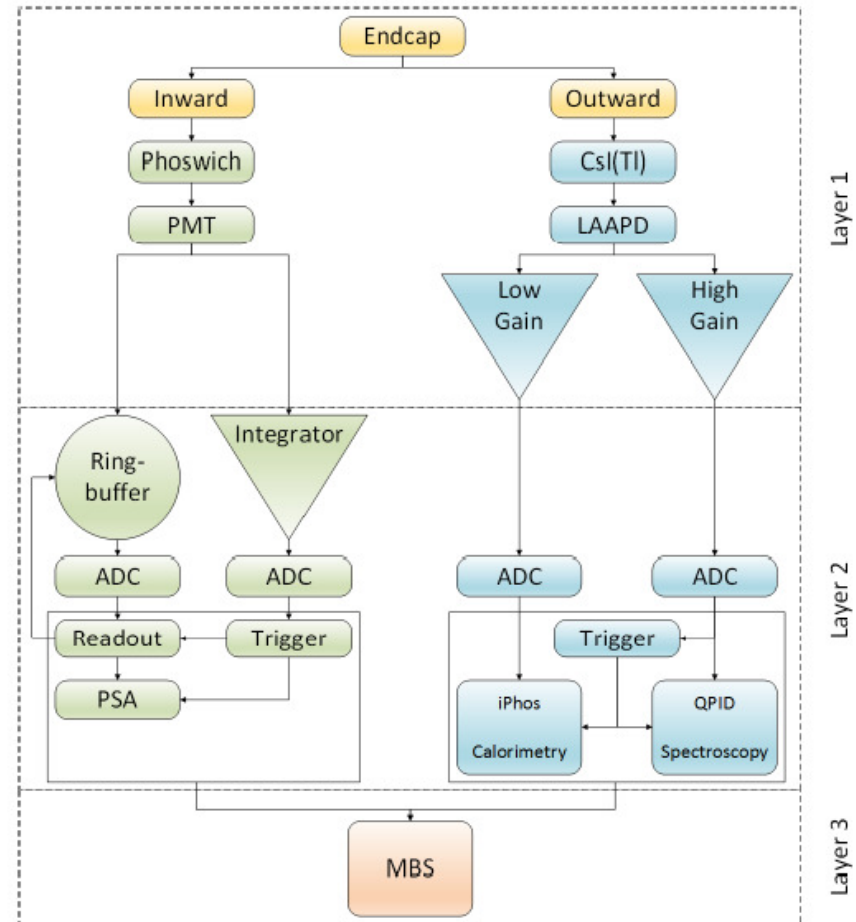 Endcap
Inward
Outward
Phoswich
CsI(Tl)
PMT
LAAPD
Low
Gain
High
Gain
Layer 1
Ring-
buffer
Integrator
ADC
ADC
ADC
ADC
Readout
Trigger
Trigger
PSA
iPhos
Calorimetry
QPID
Spectroscopy
Layer 2
MBS
Layer 3